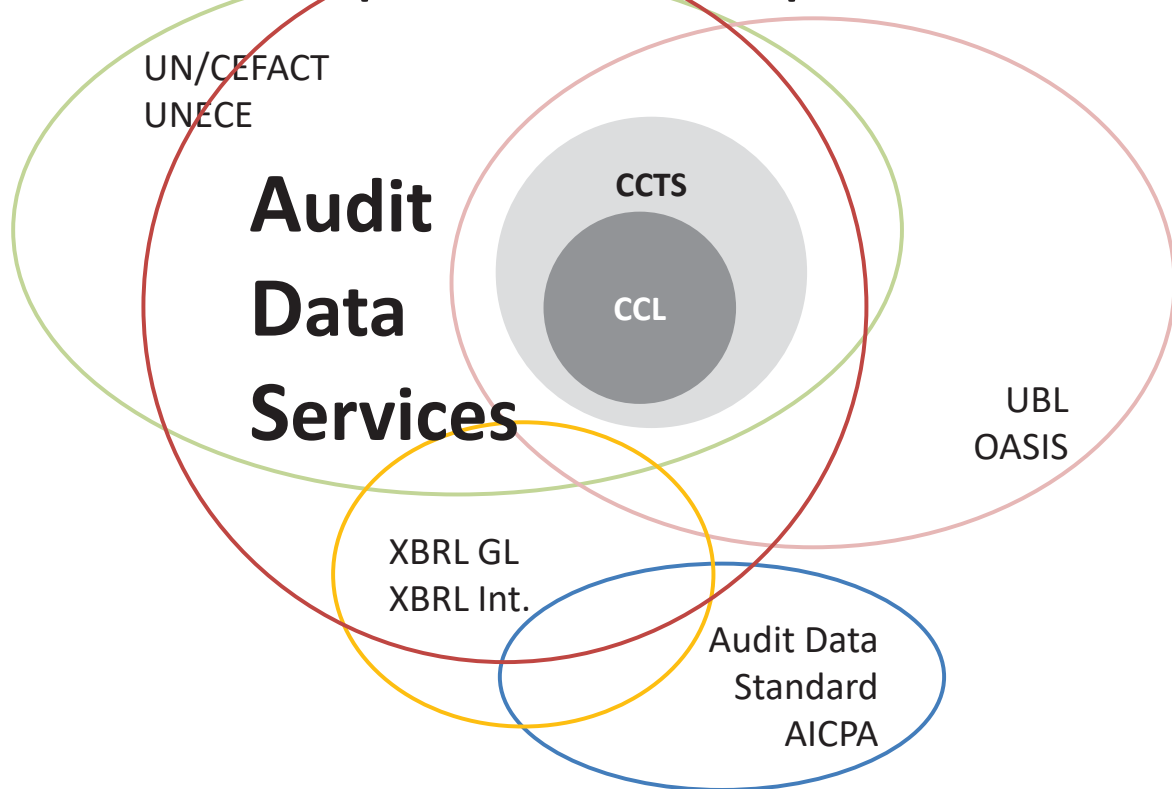 UN/CEFACT
UNECE
Audit
Data
Services
CCTS
CCL
UBL
OASIS
XBRL GL
XBRL Int.
Audit Data
Standard
AICPA